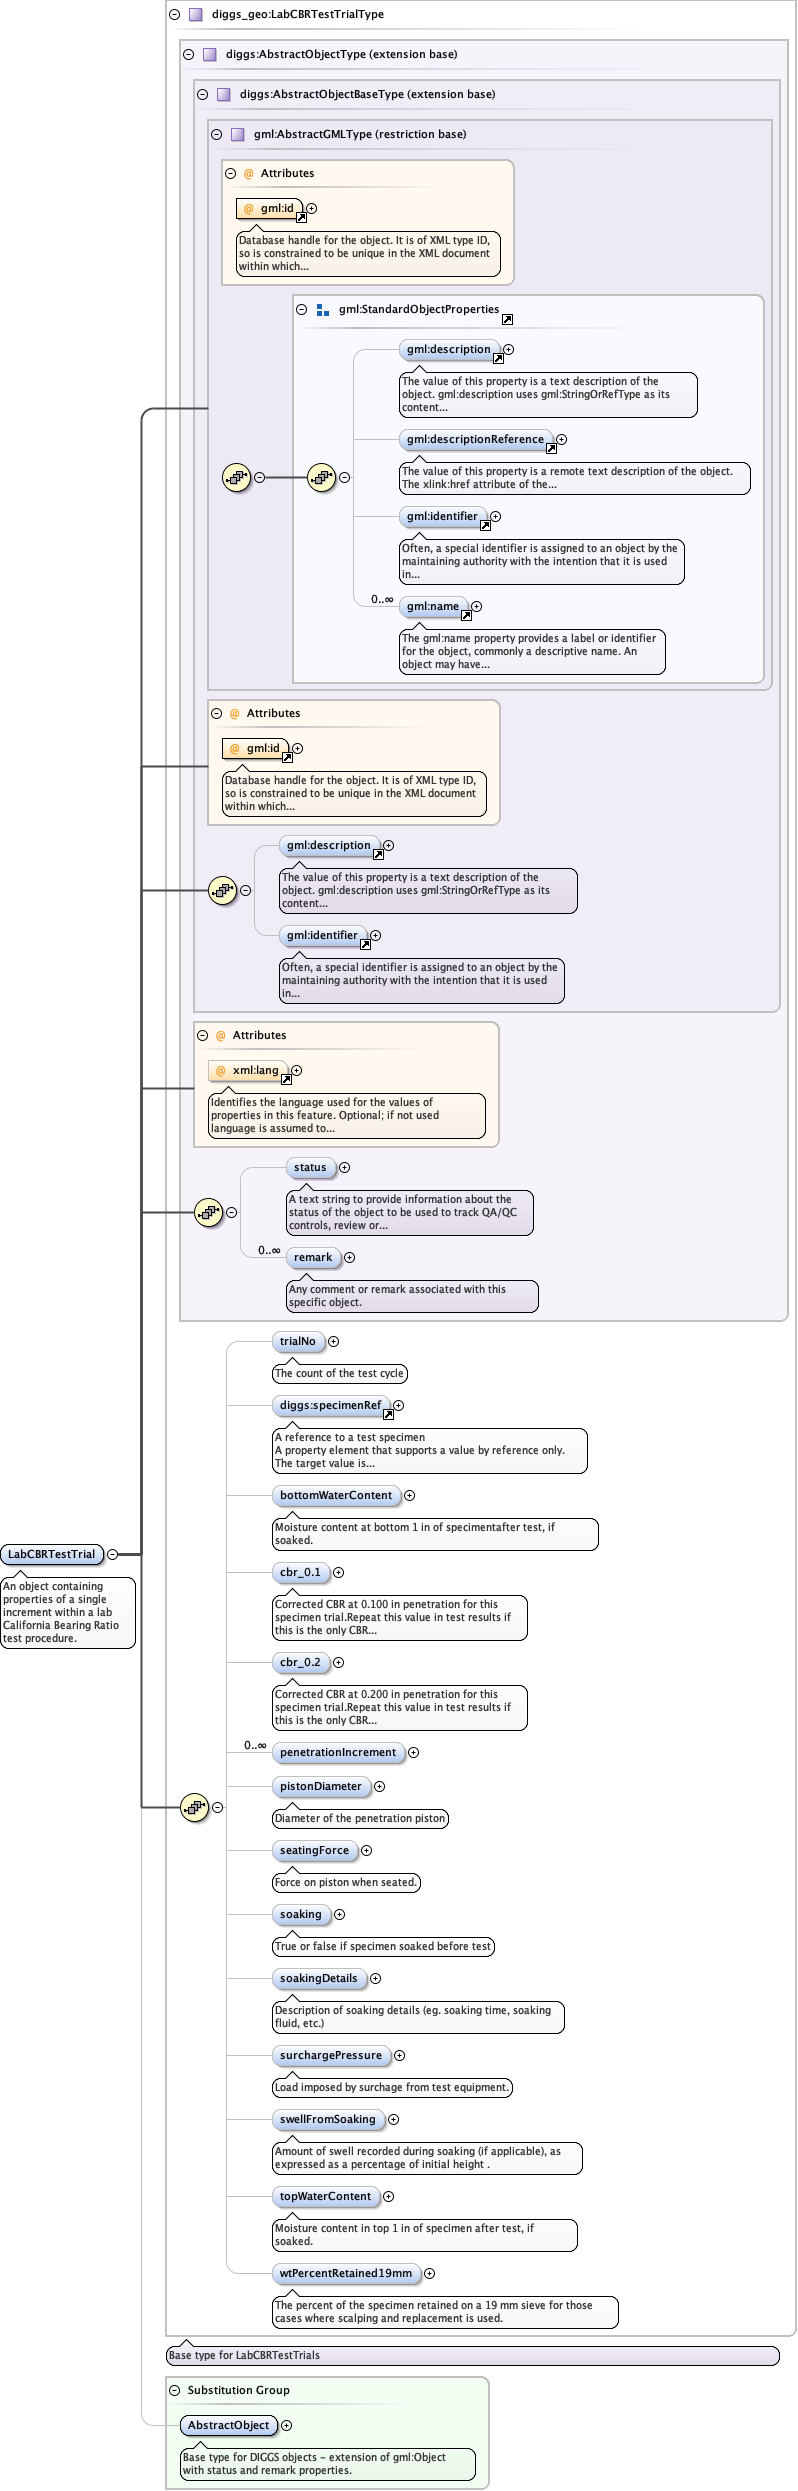 diggs_geo:LabCBRTestTrialType
diggs:AbstractObjectType (extension base)
diggs:AbstractObjectBaseType (extension base)
gml:AbstractGMLType (restriction base)
@ Attributes
@ gml:id
Database handle for the object. It is of XML type ID,
so is constrained to be unique in the XML document
within which...
gml:StandardObjectProperties
gml:description
The value of this property is a text description of the
object. gml:description uses gml:StringOrRefType as its
content...
gml:descriptionReference
The value of this property is a remote text description of the object.
The xlink:href attribute of the...
gml:identifier
Often, a special identifier is assigned to an object by the
maintaining authority with the intention that it is used
in...
0..∞
gml:name
The gml:name property provides a label or identifier
for the object, commonly a descriptive name. An
object may have...
@ Attributes
@ gml:id
Database handle for the object. It is of XML type ID,
so is constrained to be unique in the XML document
within which...
gml:description
The value of this property is a text description of the
object. gml:description uses gml:StringOrRefType as its
content...
gml:identifier
Often, a special identifier is assigned to an object by the
maintaining authority with the intention that it is used
in...
@ Attributes
@ xml:lang
Identifies the language used for the values of
properties in this feature. Optional; if not used
language is assumed to...
status
A text string to provide information about the
status of the object to be used to track QA/QC
controls, review or...
0..∞
remark
Any comment or remark associated with this
specific object.
trialNo
The count of the test cycle
diggs:specimenRef
A reference to a test specimen
A property element that supports a value by reference only.
The target value is...
bottomWaterContent
Moisture content at bottom 1 in of specimentafter test, if
soaked.
LabCBRTestTrial
An object containing
properties of a single
increment within a lab
California Bearing Ratio
test procedure.
cbr_0.1
Corrected CBR at 0.100 in penetration for this
specimen trial.Repeat this value in test results if
this is the only CBR...
cbr_0.2
Corrected CBR at 0.200 in penetration for this
specimen trial.Repeat this value in test results if
this is the only CBR...
0..∞
penetrationIncrement
pistonDiameter
Diameter of the penetration piston
seatingForce
Force on piston when seated.
soaking
True or false if specimen soaked before test
soakingDetails
Description of soaking details (eg. soaking time, soaking
fluid, etc.)
surchargePressure
Load imposed by surchage from test equipment.
swellFromSoaking
Amount of swell recorded during soaking (if applicable), as
expressed as a percentage of initial height .
topWaterContent
Moisture content in top 1 in of specimen after test, if
soaked.
wtPercentRetained19mm
The percent of the specimen retained on a 19 mm sieve for those
cases where scalping and replacement is used.
Base type for LabCBRTestTrials
Substitution Group
AbstractObject
Base type for DIGGS objects - extension of gml:Object
with status and remark properties.